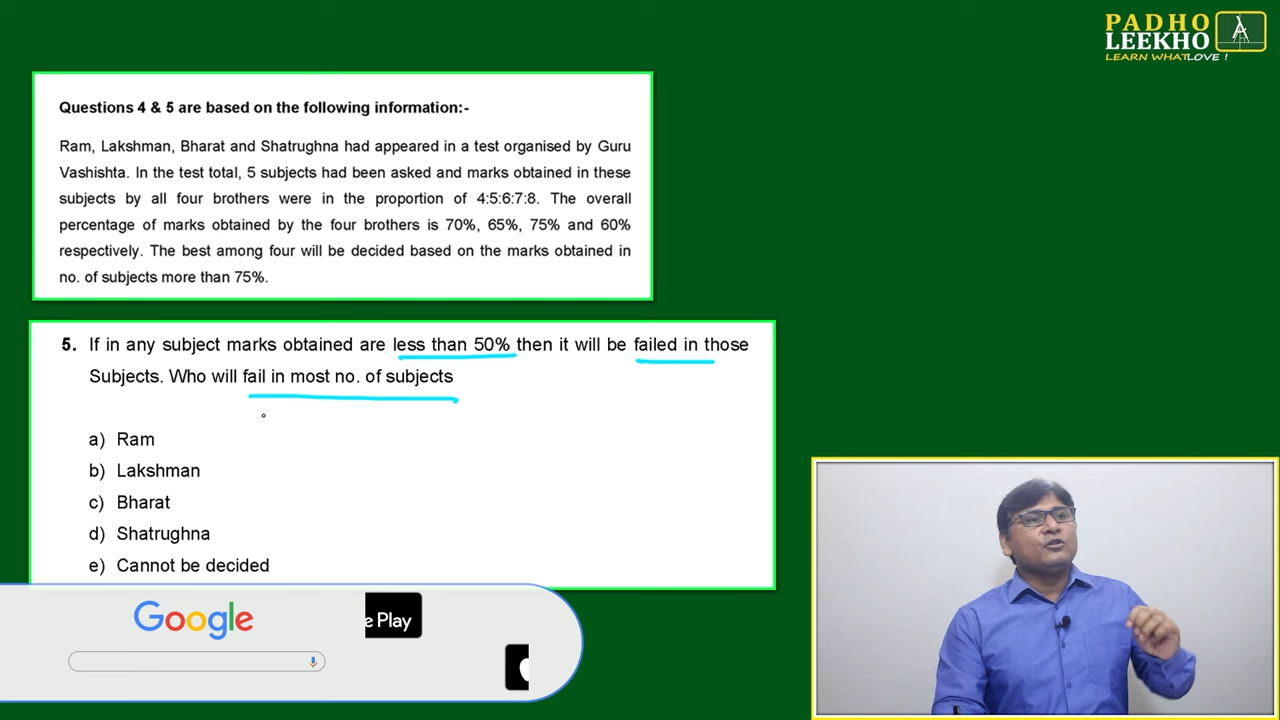 PADHO
LEEKHO
LEARN WHAT LOVE !
Questions 4 & 5 are based on the following information:-
Ram, Lakshman, Bharat and Shatrughna had appeared in a test organised by Guru
Vashishta. In the test total, 5 subjects had been asked and marks obtained in these
subjects by all four brothers were in the proportion of 4:5:6:7:8. The overall
percentage of marks obtained by the four brothers is 70%, 65%, 75% and 60%
respectively. The best among four will be decided based on the marks obtained in
no. of subjects more than 75%.
5. If in any subject marks obtained are less than 50% then it will be failed in those
Subjects. Who will fail in most no. of subjects
a) Ram
b) Lakshman
c) Bharat
d) Shatrughna
e) Cannot be decided
Google
e Play